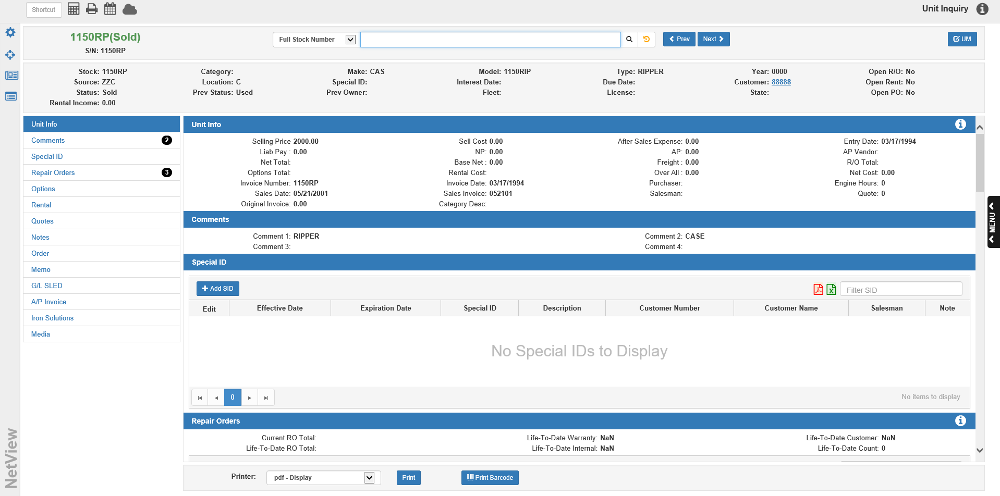 Shortcut
Unit Inquiry
1150RP(Sold)
S/N: 1150RP
Full Stock Number
Prev
Next
UM
Stock: 1150RP Category: Make: CAS Model: 1150RIP Type: RIPPER Year: 0000 Open R/O: No
Source: ZZC Location: C Special ID: Interest Date: Due Date: Customer: 88888 Open Rent: No
Status: Sold Prev Status: Used Prev Owner: Fleet: License: State: Open PO: No
Rental Income: 0.00
Unit Info
Comments 2
Special ID
Repair Orders 3
Options
Rental
Quotes
Notes
Order
Memo
G/L SLED
A/P Invoice
Iron Solutions
Media
Unit Info
Selling Price 2000.00 Sell Cost 0.00 After Sales Expense: 0.00 Entry Date: 03/17/1994
Liab Pay : 0.00 NP: 0.00 AP: 0.00 AP Vendor:
Net Total: Base Net : 0.00 Freight : 0.00 R/O Total:
Options Total: Rental Cost: Over All : 0.00 Net Cost: 0.00
Invoice Number: 1150RP Invoice Date: 03/17/1994 Purchaser: Engine Hours: 0
Sales Date: 05/21/2001 Sales Invoice: 052101 Salesman: Quote: 0
Original Invoice: 0.00 Category Desc:
Comments
Comment 1: RIPPER Comment 2: CASE
Comment 3: Comment 4:
Special ID
Add SID
Filter SID
Edit Effective Date Expiration Date Special ID Description Customer Number Customer Name Salesman Note
No Special IDs to Display
0
No items to display
Repair Orders
Current RO Total: Life-To-Date Warranty: NaN Life-To-Date Customer: NaN
Life-To-Date RO Total: Life-To-Date Internal: NaN Life-To-Date Count: 0
Printer: pdf - Display Print Print Barcode
MENU
NetView